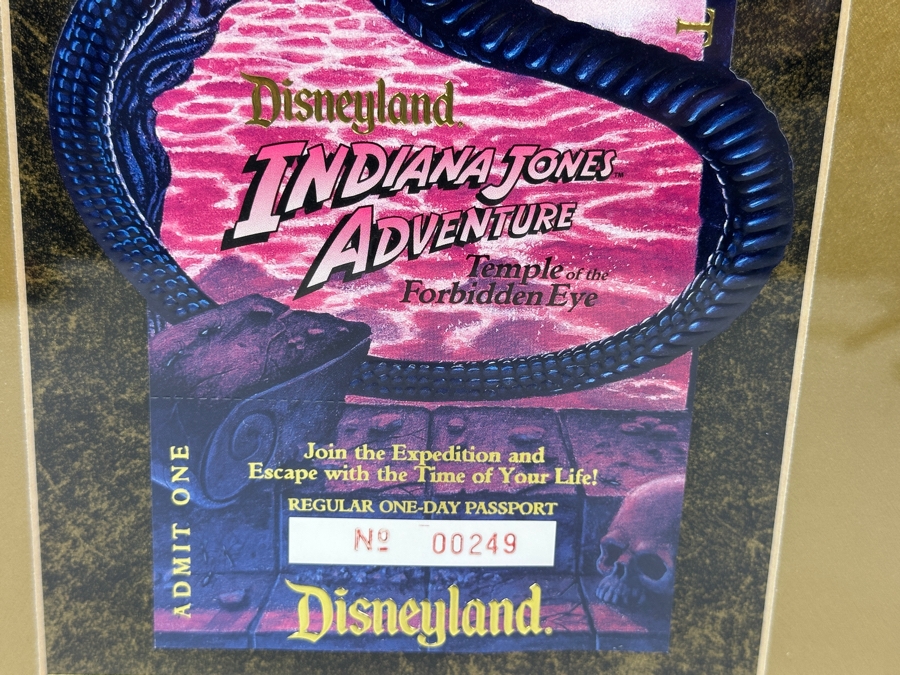 Disneyland.
INDIANA JONES™
ADVENTURE
Temple of the
Forbidden Eye
ADMIT ONE
Join the Expedition and
Escape with the Time of Your Life!
REGULAR ONE-DAY PASSPORT
Nº 00249
Disneyland.